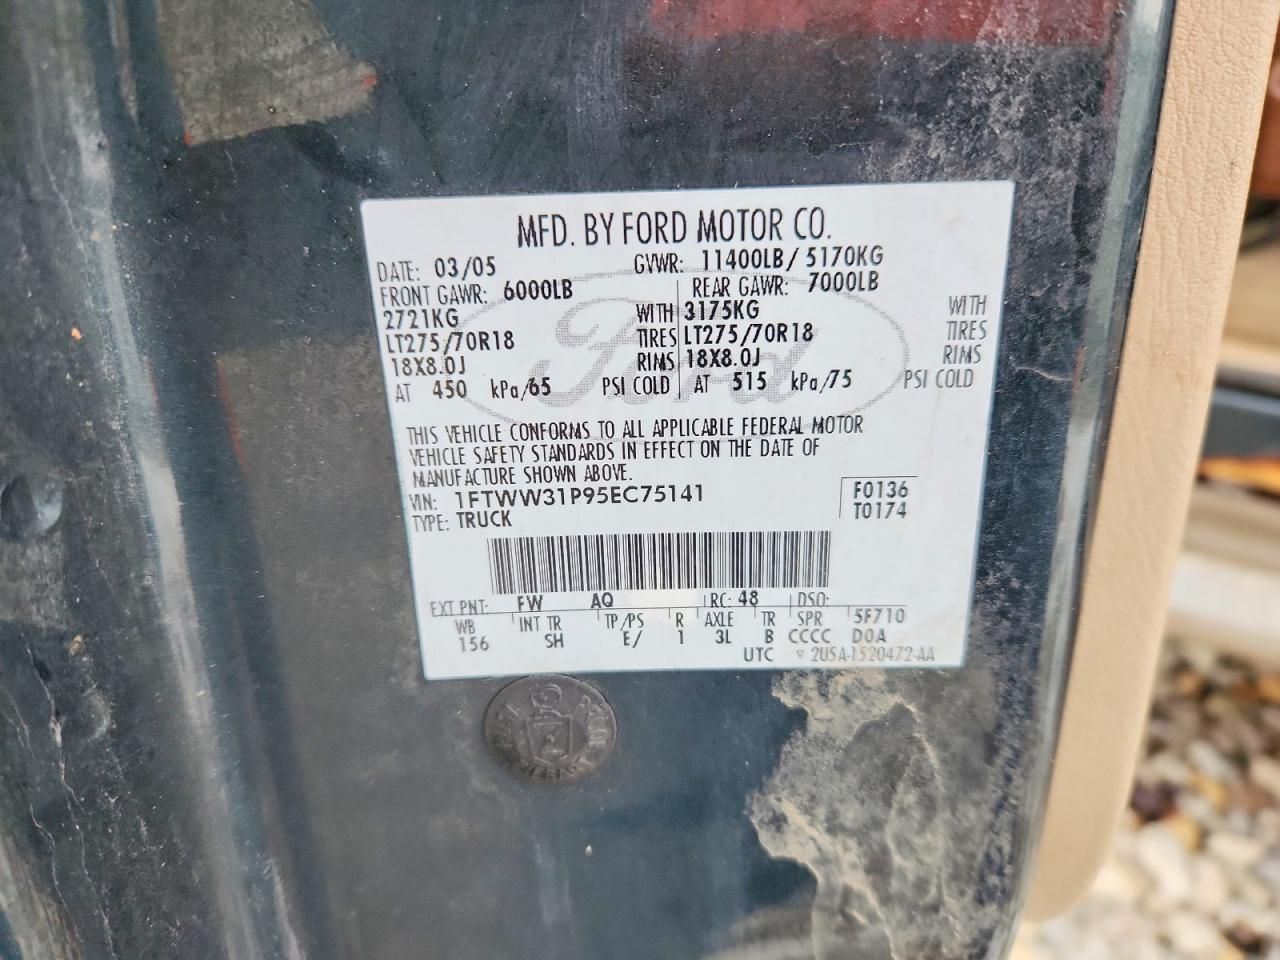 MFD. BY FORD MOTOR CO.
DATE: 03/05 GVWR: 11400LB / 5170KG
FRONT GAWR: 6000LB REAR GAWR: 7000LB
2721KG WITH 3175KG WITH
LT275/70R18 TIRES LT275/70R18 TIRES
18X8.0J RIMS 18X8.0J RIMS
AT 450 kPa/65 PSI COLD AT 515 kPa/75 PSI COLD
Ford
THIS VEHICLE CONFORMS TO ALL APPLICABLE FEDERAL MOTOR
VEHICLE SAFETY STANDARDS IN EFFECT ON THE DATE OF
MANUFACTURE SHOWN ABOVE.
VIN: 1FTWW31P95EC75141 F0136
TYPE: TRUCK T0174
EXT PNT: FW AQ RC: 48 DSO:
WB INT TR TP/PS R AXLE TR SPR 5F710
156 SH E/ 1 3L B CCCC DOA
UTC ▽ 2U5A-1520472-AA